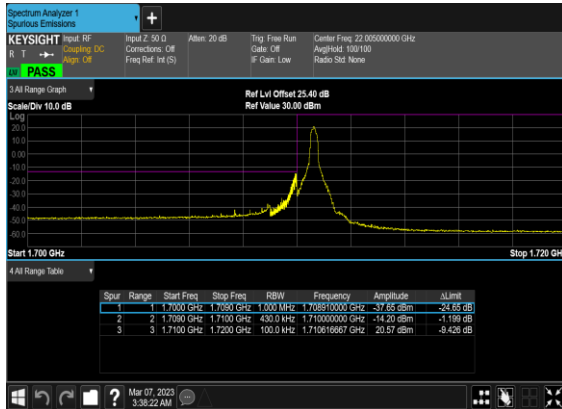 Spectrum Analyzer 1
Spurious Emissions
+
KEYSIGHT Input: RF Input Z: 50 Ω Atten: 20 dB Trig: Free Run Center Freq: 22.005000000 GHz
R T Coupling: DC Corrections: Off Gate: Off Avg|Hold: 100/100
Align: Off Freq Ref: Int (S) IF Gain: Low Radio Std: None
PASS
3 All Range Graph Ref Lvl Offset 25.40 dB
Scale/Div 10.0 dB Ref Value 30.00 dBm
Log
20.0
10.0
0.00
-10.0
-20.0
-30.0
-40.0
-50.0
-60.0
Start 1.700 GHz Stop 1.720 GH
4 All Range Table
Spur Range Start Freq Stop Freq RBW Frequency Amplitude ΔLimit
1 1 1.7000 GHz 1.7090 GHz 1.000 MHz 1.708910000 GHz -37.65 dBm -24.65 dB
2 2 1.7090 GHz 1.7100 GHz 430.0 kHz 1.710000000 GHz -14.20 dBm -1.199 dB
3 3 1.7100 GHz 1.7200 GHz 100.0 kHz 1.710616667 GHz 20.57 dBm -9.426 dB
? Mar 07, 2023
3:38:22 AM